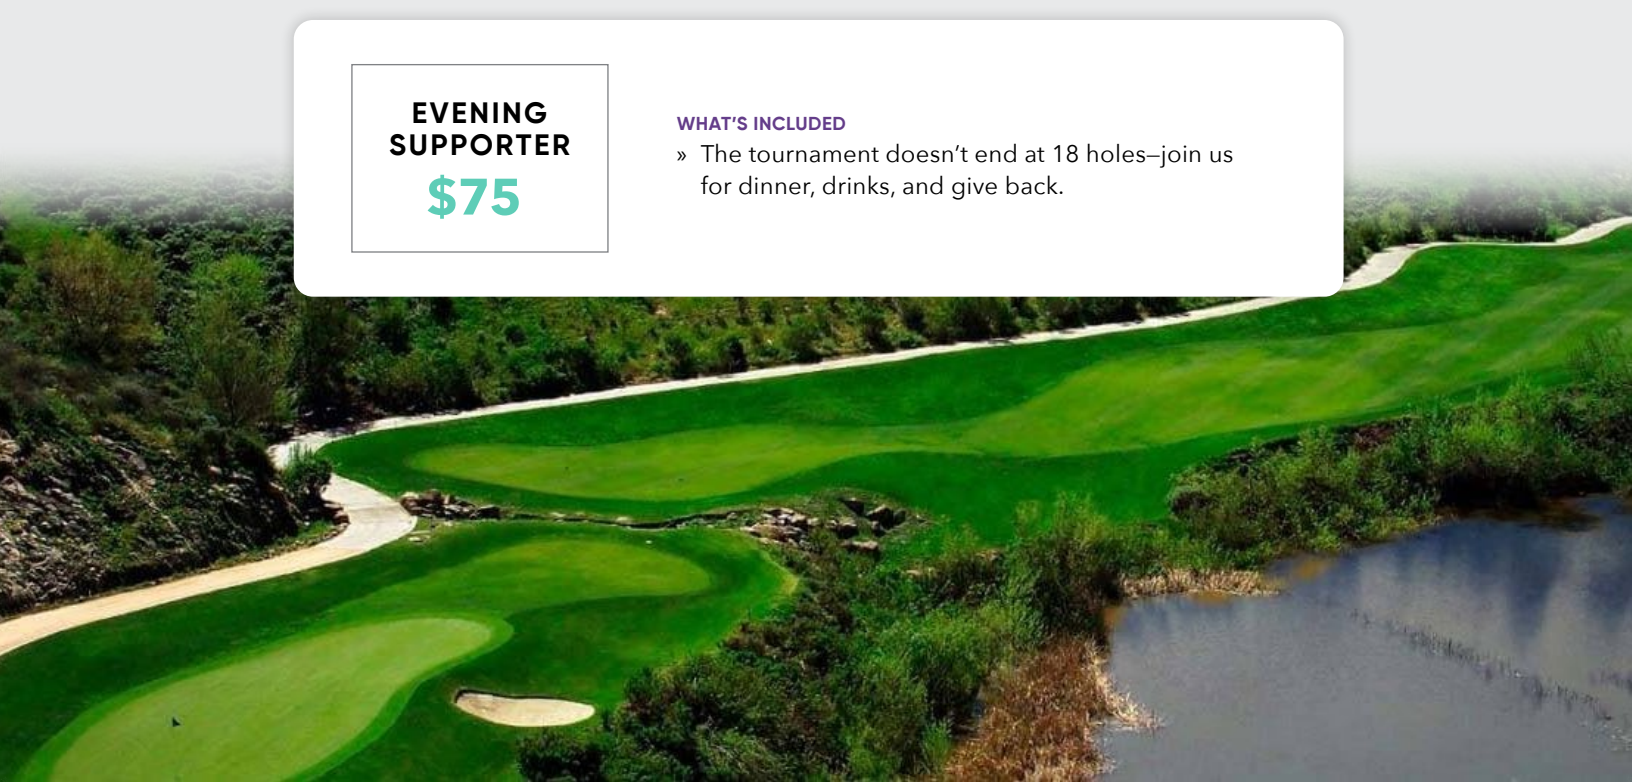 EVENING
SUPPORTER
$75
WHAT’S INCLUDED
» The tournament doesn’t end at 18 holes—join us
for dinner, drinks, and give back.